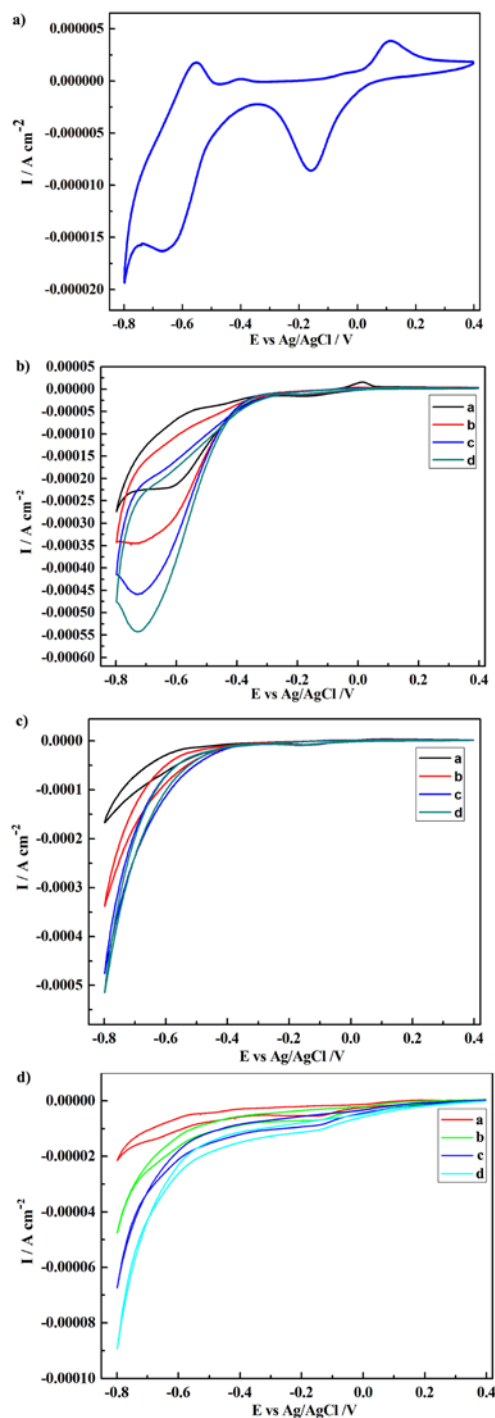 a)
0.000005
0.000000
0.000005
0.000010
0.000015
0.000020
I / A cm⁻²
-0.8 -0.6 -0.4 -0.2 0.0 0.2 0.4
E vs Ag/AgCl / V
b)
0.00005
0.00000
-0.00005
-0.00010
-0.00015
-0.00020
-0.00025
-0.00030
-0.00035
-0.00040
-0.00045
-0.00050
-0.00055
-0.00060
I / A cm⁻²
a
b
c
d
-0.8 -0.6 -0.4 -0.2 0.0 0.2 0.4
E vs Ag/AgCl /V
c)
0.0000
-0.0001
-0.0002
-0.0003
-0.0004
-0.0005
I / A cm⁻²
a
b
c
d
-0.8 -0.6 -0.4 -0.2 0.0 0.2 0.4
E vs Ag/AgCl /V
d)
0.00000
-0.00002
-0.00004
-0.00006
-0.00008
-0.00010
I / A cm⁻²
a
b
c
d
-0.8 -0.6 -0.4 -0.2 0.0 0.2 0.4
E vs Ag/AgCl /V